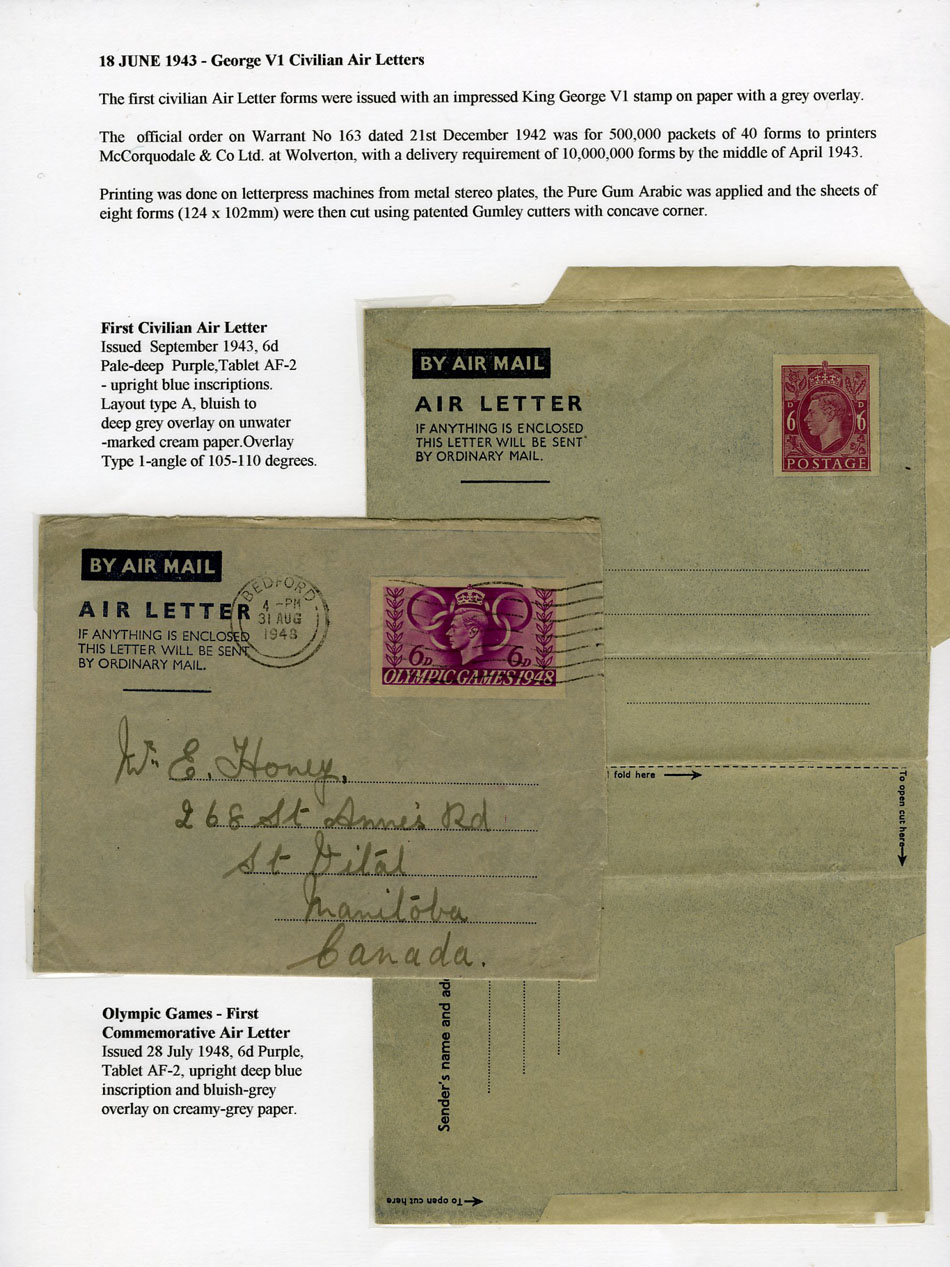 18 JUNE 1943 - George V1 Civilian Air Letters
The first civilian Air Letter forms were issued with an impressed King George V1 stamp on paper with a grey overlay.
The official order on Warrant No 163 dated 21st December 1942 was for 500,000 packets of 40 forms to printers
McCorquodale & Co Ltd. at Wolverton, with a delivery requirement of 10,000,000 forms by the middle of April 1943.
Printing was done on letterpress machines from metal stereo plates, the Pure Gum Arabic was applied and the sheets of
eight forms (124 x 102mm) were then cut using patented Gumley cutters with concave corner.
First Civilian Air Letter
Issued September 1943, 6d
Pale-deep Purple,Tablet AF-2
- upright blue inscriptions.
Layout type A, bluish to
deep grey overlay on unwater
-marked cream paper.Overlay
Type 1-angle of 105-110 degrees.
BY AIR MAIL
AIR LETTER
IF ANYTHING IS ENCLOSED
THIS LETTER WILL BE SENT
BY ORDINARY MAIL.
D D
6 6
POSTAGE
BY AIR MAIL
AIR LETTER
IF ANYTHING IS ENCLOSED
THIS LETTER WILL BE SENT
BY ORDINARY MAIL.
BEDFORD
4 - PM
31 AUG
1948
6D 6D
OLYMPIC GAMES 1948
E. Honey,
268 St Anne's Rd
St Vital
Manitoba
Canada.
fold here
To open cut here
Sender's name and add
To open cut here
Olympic Games - First
Commemorative Air Letter
Issued 28 July 1948, 6d Purple,
Tablet AF-2, upright deep blue
inscription and bluish-grey
overlay on creamy-grey paper.